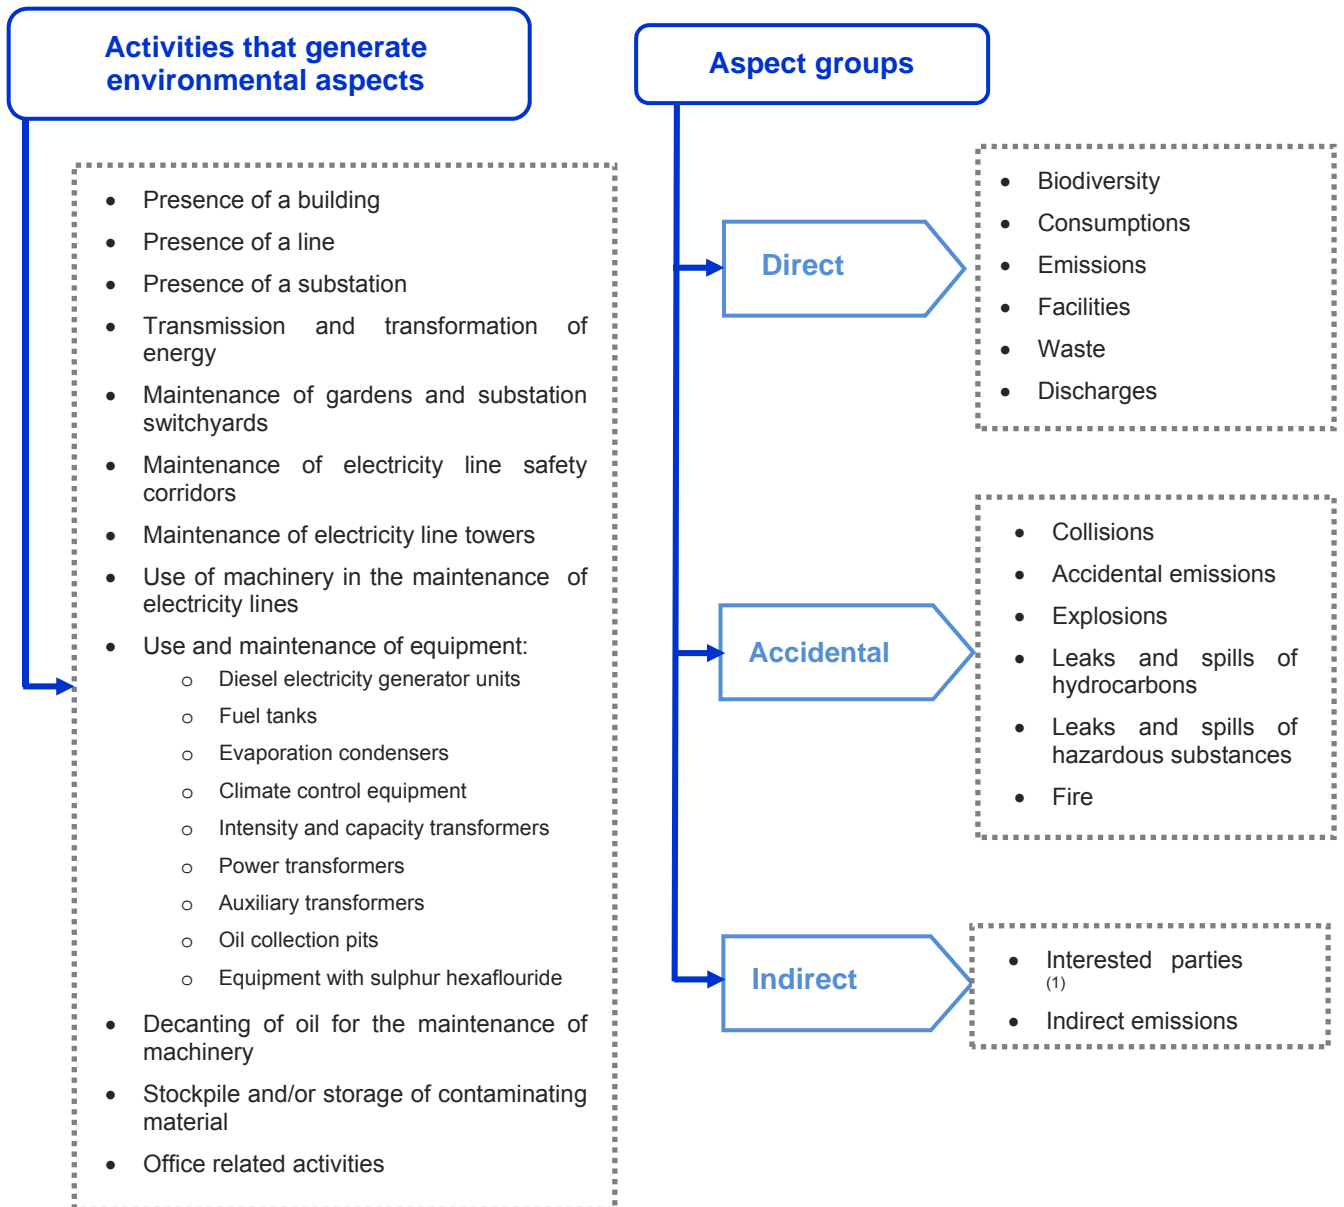 Activities that generate
environmental aspects
• Presence of a building
• Presence of a line
• Presence of a substation
• Transmission and transformation of
energy
• Maintenance of gardens and substation
switchyards
• Maintenance of electricity line safety
corridors
• Maintenance of electricity line towers
• Use of machinery in the maintenance of
electricity lines
• Use and maintenance of equipment:
o Diesel electricity generator units
o Fuel tanks
o Evaporation condensers
o Climate control equipment
o Intensity and capacity transformers
o Power transformers
o Auxiliary transformers
o Oil collection pits
o Equipment with sulphur hexaflouride
• Decanting of oil for the maintenance of
machinery
• Stockpile and/or storage of contaminating
material
• Office related activities
Aspect groups
Direct
• Biodiversity
• Consumptions
• Emissions
• Facilities
• Waste
• Discharges
Accidental
• Collisions
• Accidental emissions
• Explosions
• Leaks and spills of
hydrocarbons
• Leaks and spills of
hazardous substances
• Fire
Indirect
• Interested parties
(1)
• Indirect emissions